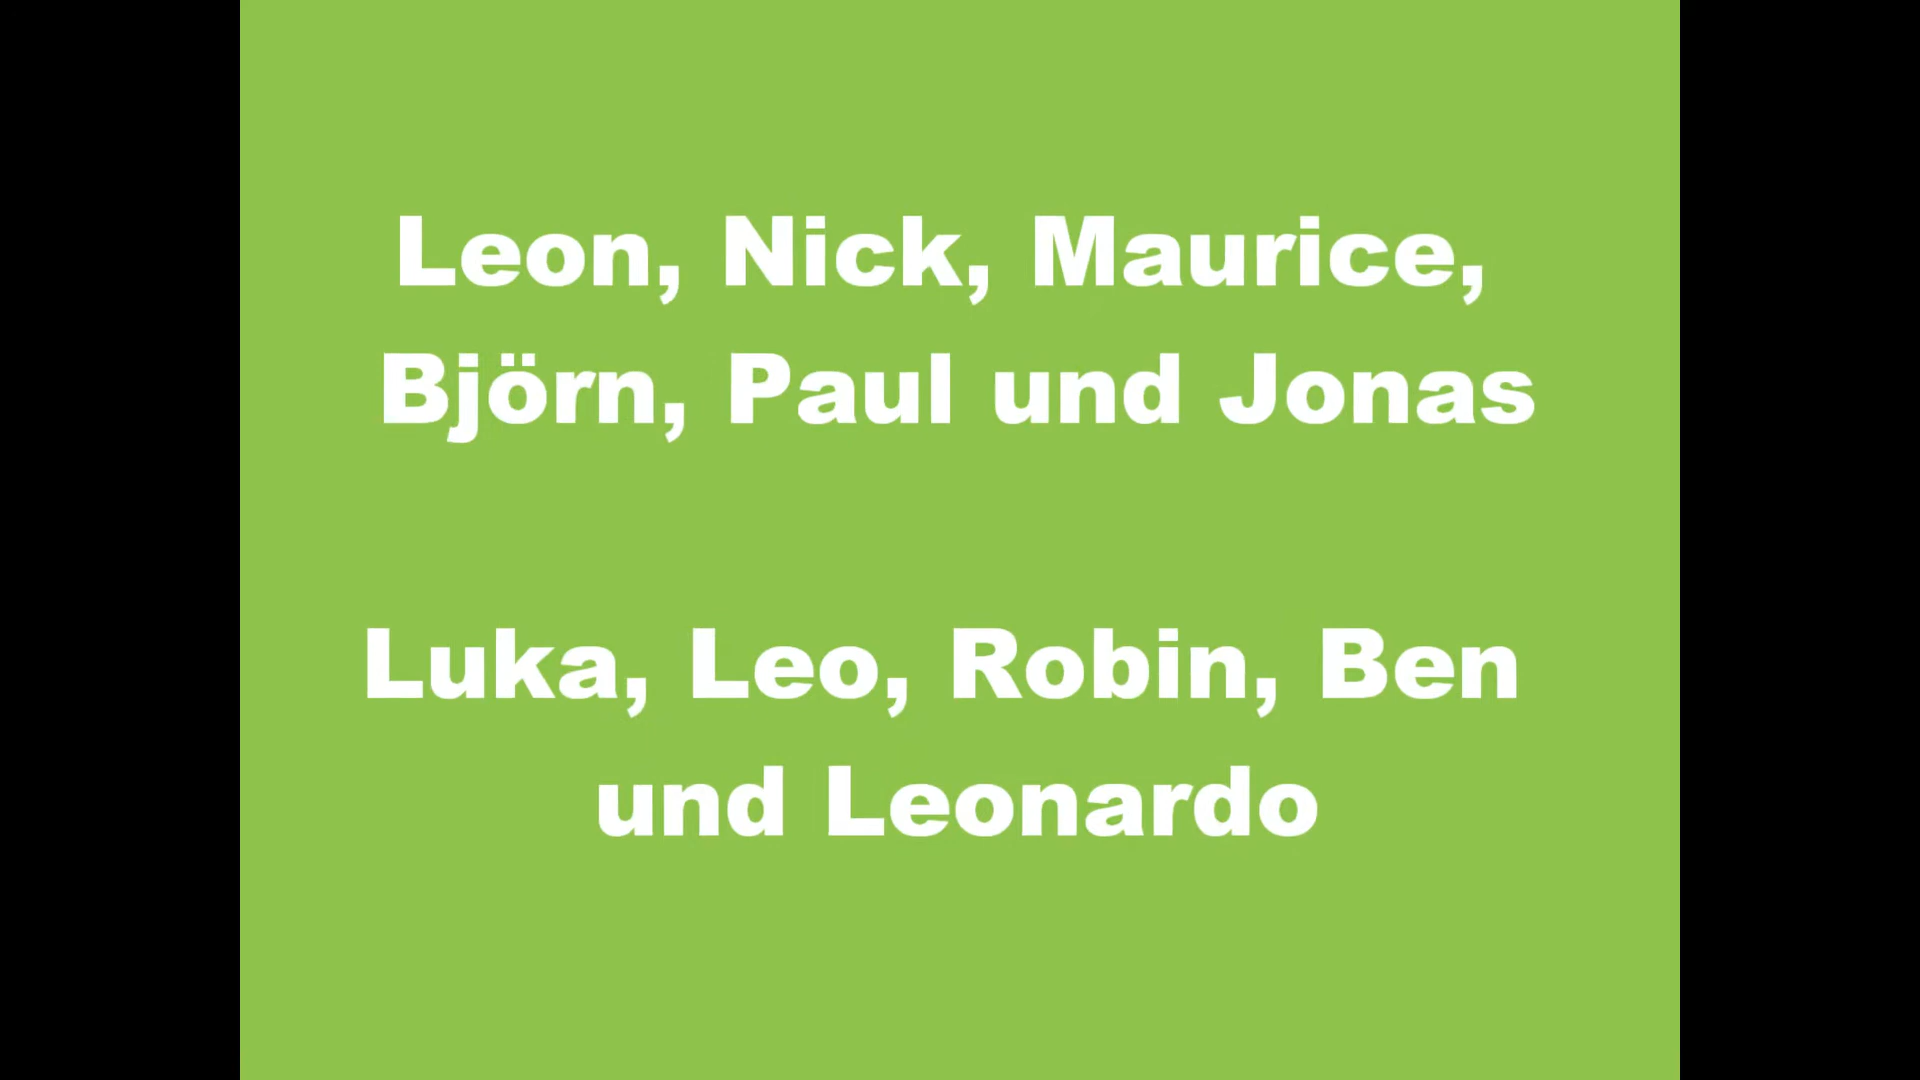 Leon, Nick, Maurice,
Björn, Paul und Jonas
Luka, Leo, Robin, Ben
und Leonardo